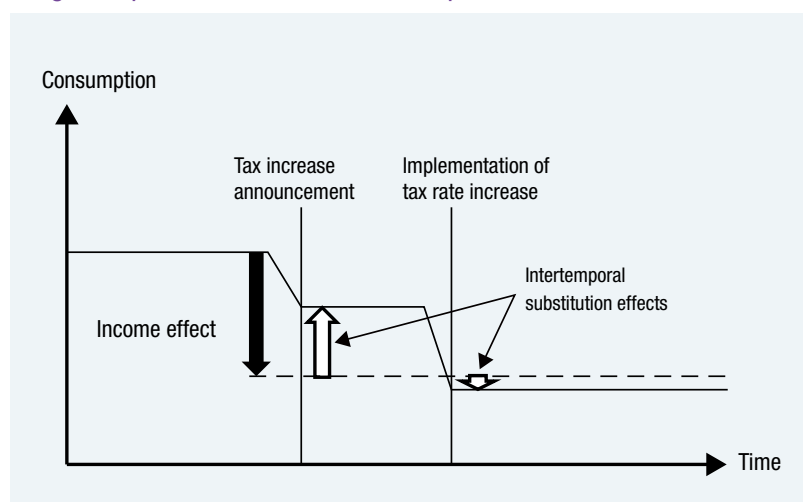 Consumption
Tax increase
announcement
Implementation of
tax rate increase
Intertemporal
substitution effects
Income effect
Time